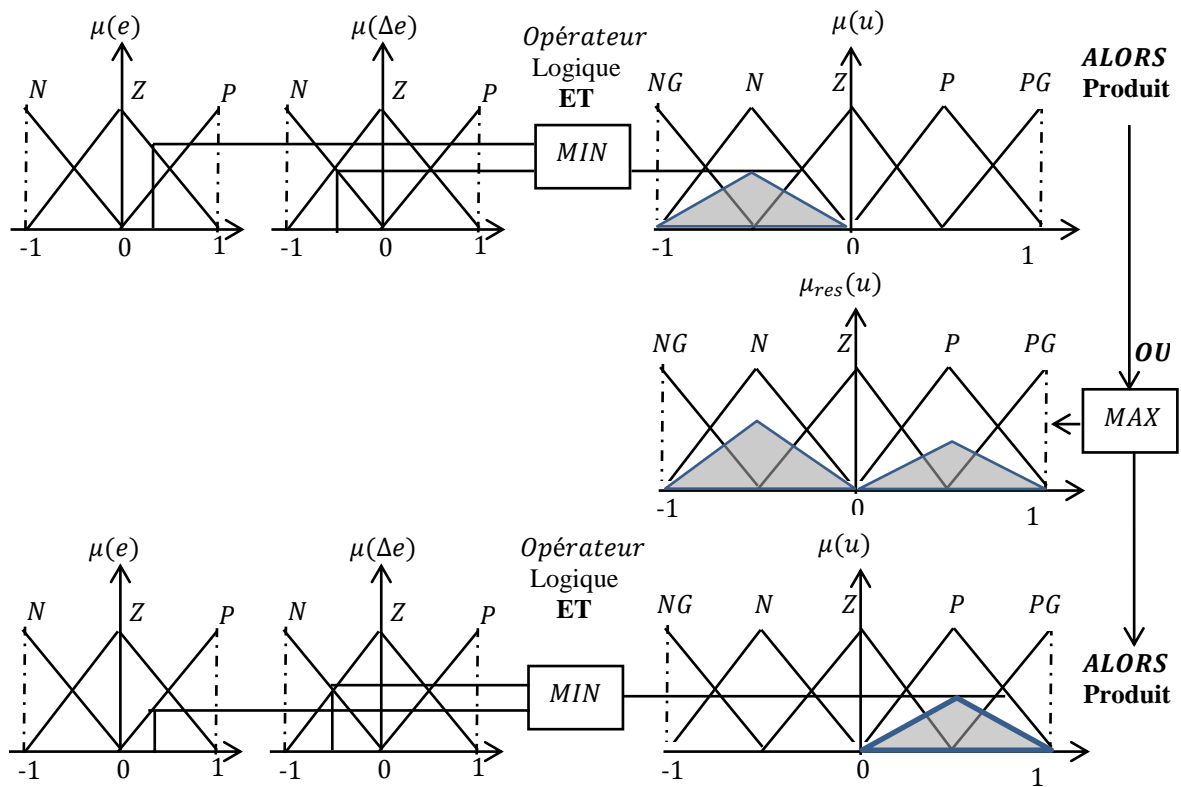 μ(e)
N
Z
P
-1
0
1
μ(Δe)
N
Z
P
-1
0
1
Opérateur
Logique
ET
MIN
μ(u)
NG
N
Z
P
PG
-1
0
1
ALORS
Produit
μres(u)
NG
N
Z
P
PG
-1
0
1
OU
MAX
μ(e)
N
Z
P
-1
0
1
μ(Δe)
N
Z
P
-1
0
1
Opérateur
Logique
ET
MIN
μ(u)
NG
N
Z
P
PG
-1
0
1
ALORS
Produit